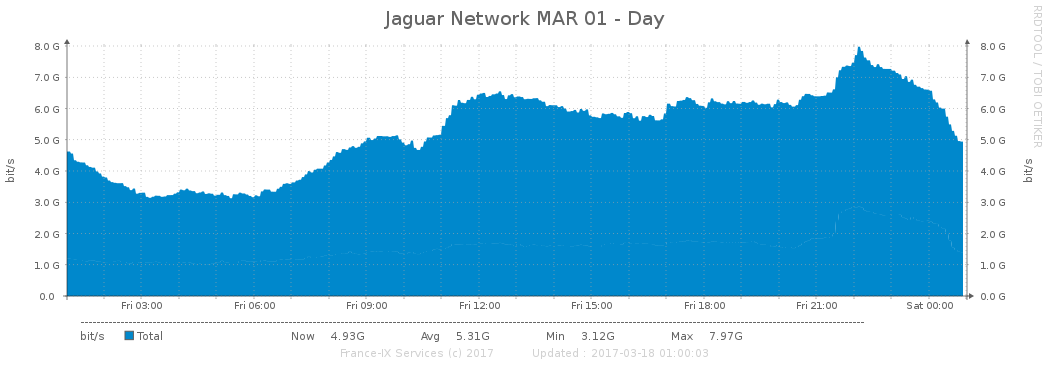 Jaguar Network MAR 01 - Day
RRDTOOL / TOBI OETIKER
8.0 G 8.0 G
7.0 G 7.0 G
6.0 G 6.0 G
5.0 G 5.0 G
4.0 G 4.0 G
3.0 G 3.0 G
2.0 G 2.0 G
1.0 G 1.0 G
0.0 0.0 G
bit/s bit/s
Fri 03:00 Fri 06:00 Fri 09:00 Fri 12:00 Fri 15:00 Fri 18:00 Fri 21:00 Sat 00:00
bit/s Total Now 4.93G Avg 5.31G Min 3.12G Max 7.97G
France-IX Services (c) 2017 Updated : 2017-03-18 01:00:03